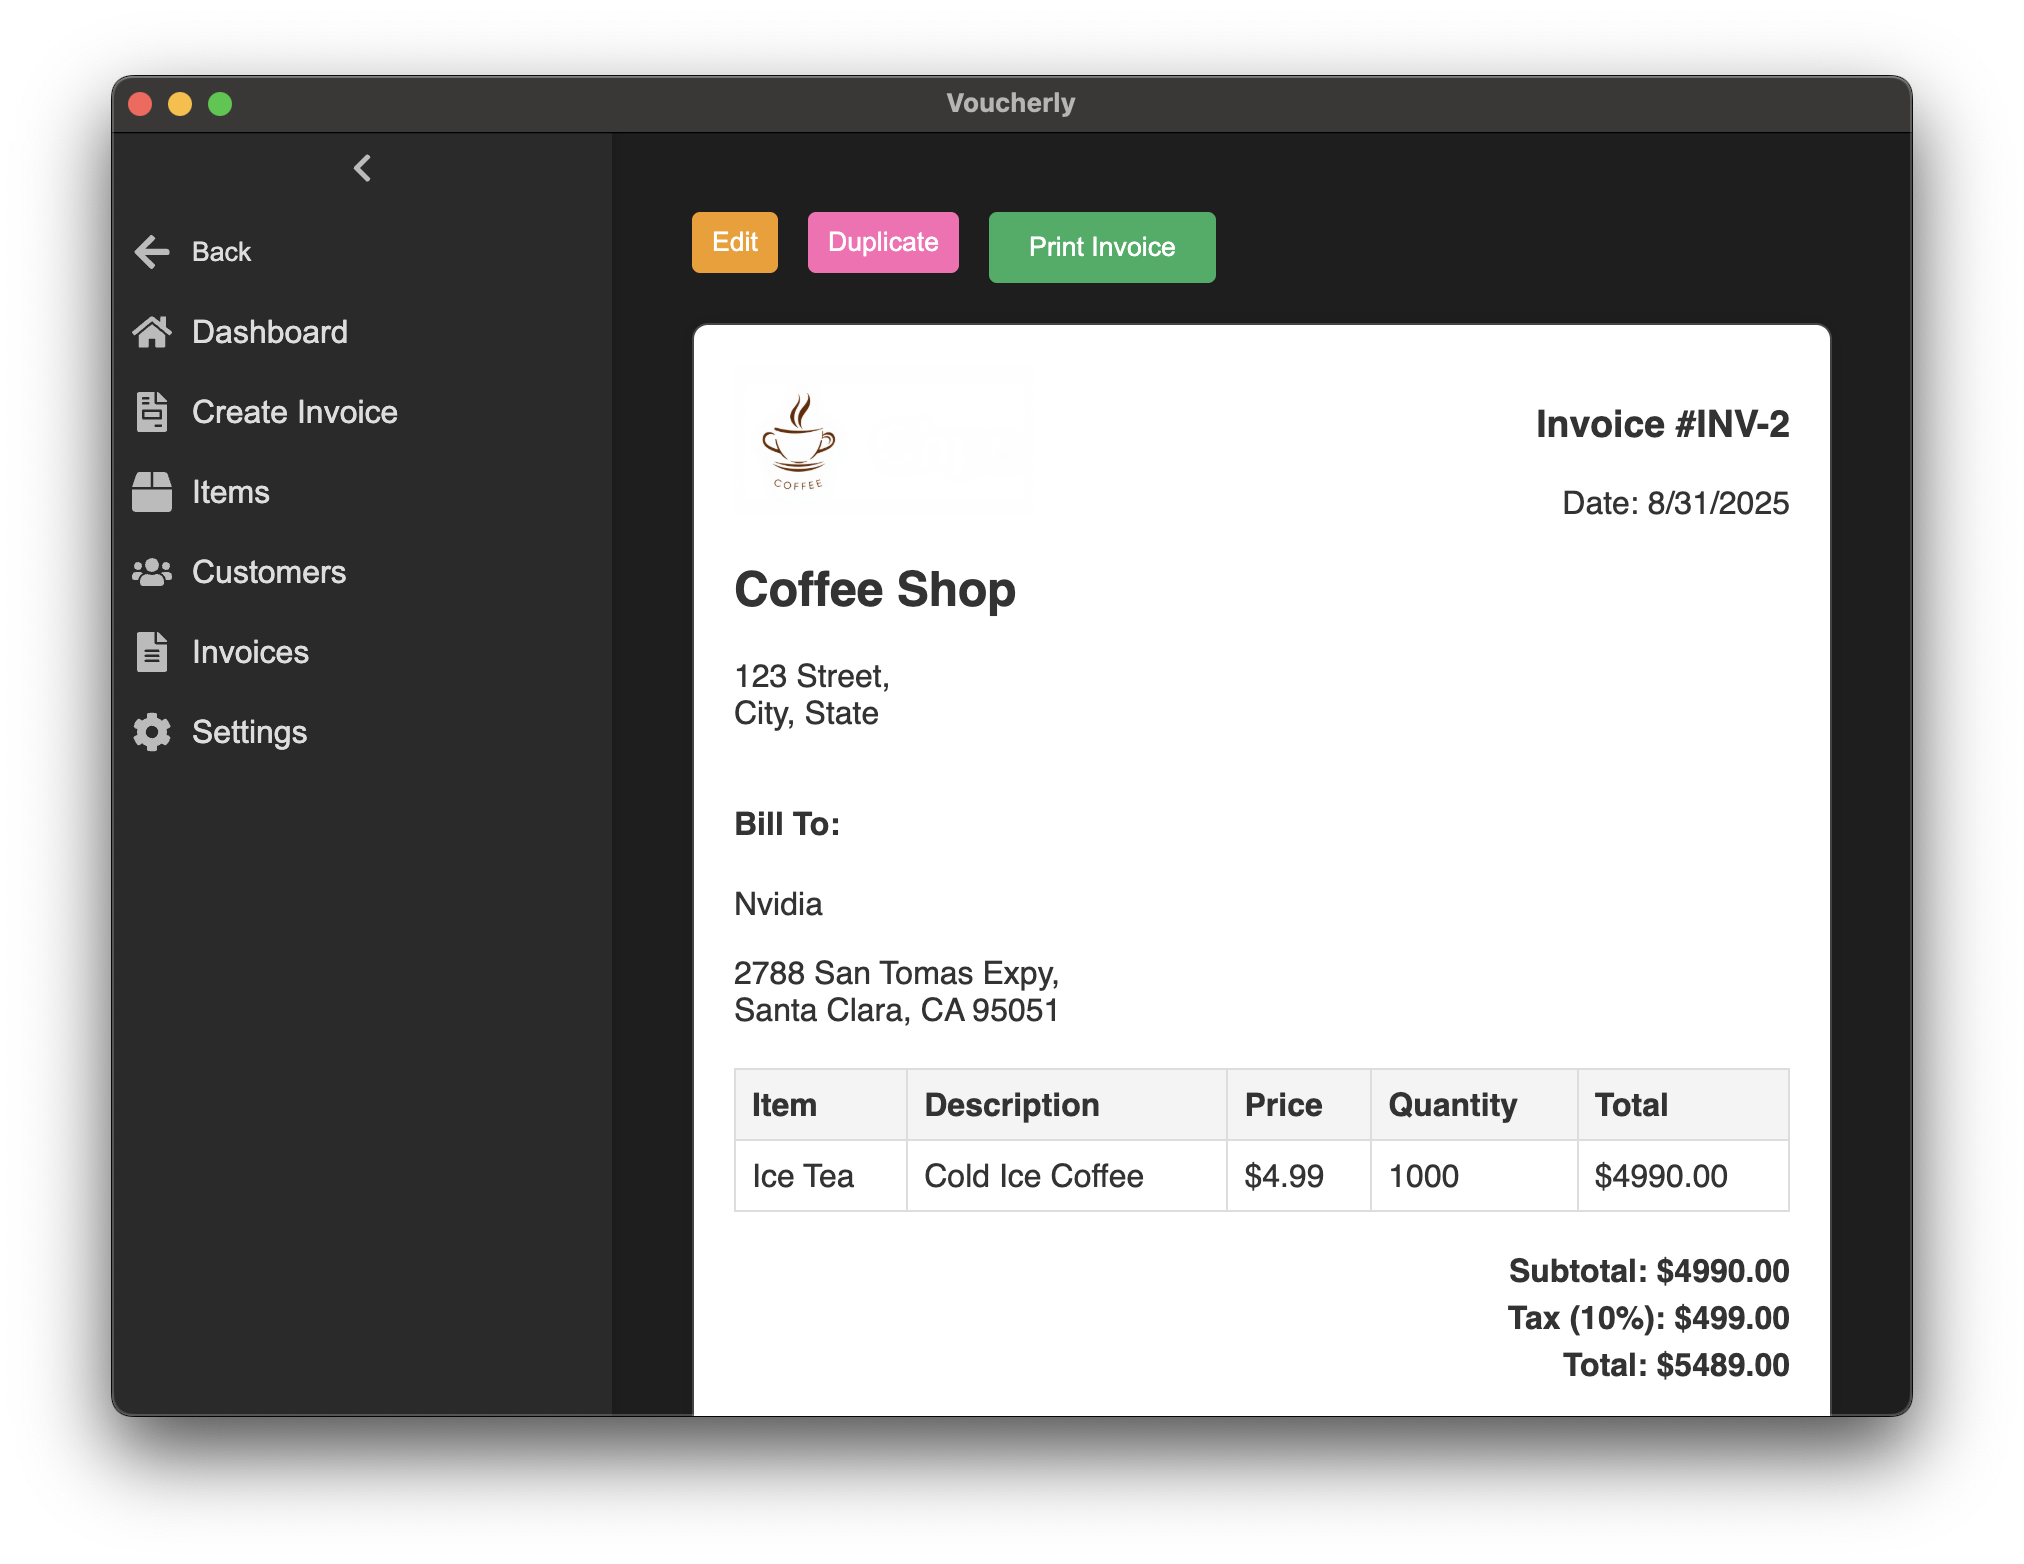 Voucherly
Back
Dashboard
Create Invoice
Items
Customers
Invoices
Settings
Edit
Duplicate
Print Invoice
COFFEE
Invoice #INV-2
Date: 8/31/2025
Coffee Shop
123 Street,
City, State
Bill To:
Nvidia
2788 San Tomas Expy,
Santa Clara, CA 95051
Item Description Price Quantity Total
Ice Tea Cold Ice Coffee $4.99 1000 $4990.00
Subtotal: $4990.00
Tax (10%): $499.00
Total: $5489.00